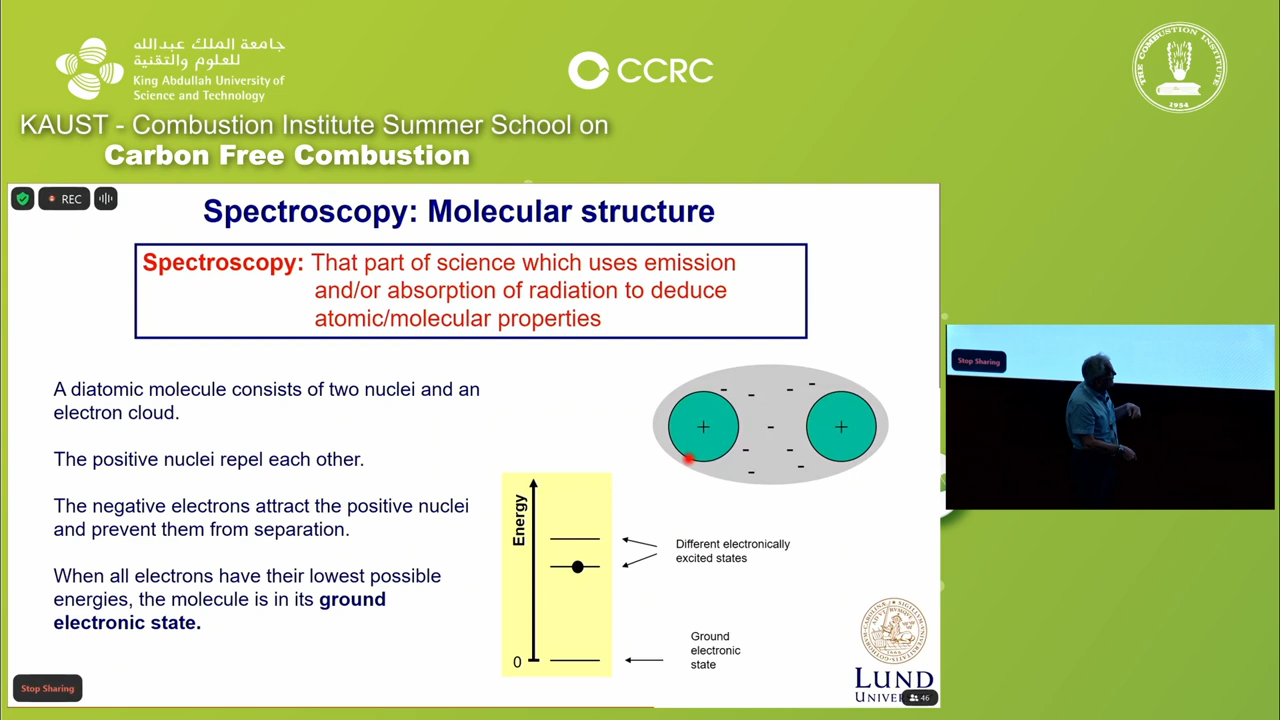 جامعة الملك عبدالله
للعلوم والتقنية
King Abdullah University of
Science and Technology
CCRC
THE COMBUSTION INSTITUTE
1954
KAUST - Combustion Institute Summer School on
Carbon Free Combustion
REC
Spectroscopy: Molecular structure
Spectroscopy: That part of science which uses emission
and/or absorption of radiation to deduce
atomic/molecular properties
A diatomic molecule consists of two nuclei and an
electron cloud.
The positive nuclei repel each other.
The negative electrons attract the positive nuclei
and prevent them from separation.
When all electrons have their lowest possible
energies, the molecule is in its ground
electronic state.
+ +
- - - - - - - - -
Energy
0
Different electronically
excited states
Ground
electronic
state
LUND
UNIVE
46
Stop Sharing
Stop Sharing